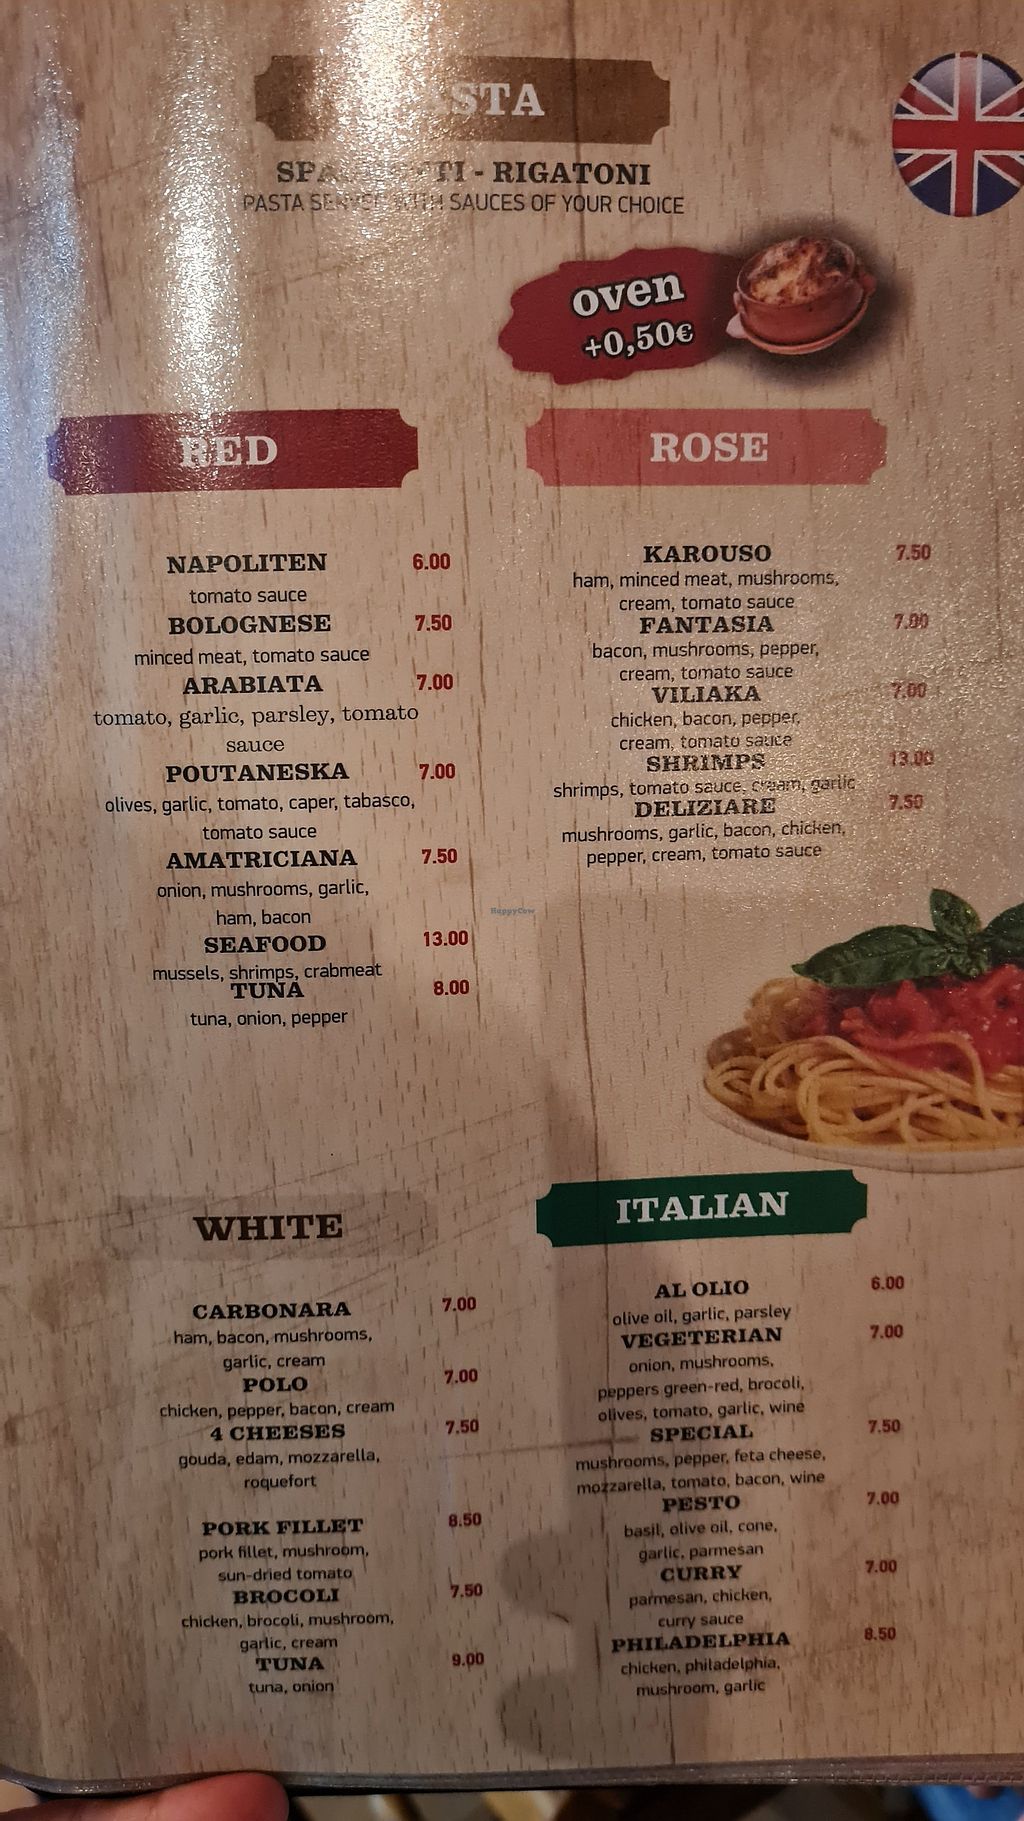 STA
- RIGATONI
PASTA SERVED WITH SAUCES OF YOUR CHOICE
oven
+0,50€
RED
NAPOLITEN 6.00
tomato sauce
BOLOGNESE 7.50
minced meat, tomato sauce
ARABIATA 7.00
tomato, garlic, parsley, tomato
sauce
POUTANESKA 7.00
olives, garlic, tomato, caper, tabasco,
tomato sauce
AMATRICIANA 7.50
onion, mushrooms, garlic,
ham, bacon
SEAFOOD 13.00
mussels, shrimps, crabmeat
TUNA 8.00
tuna, onion, pepper
ROSE
KAROUSO 7.50
ham, minced meat, mushrooms,
cream, tomato sauce
FANTASIA 7.00
bacon, mushrooms, pepper,
cream, tomato sauce
VILIAKA 7.00
chicken, bacon, pepper,
cream, tomato sauce
SHRIMPS 13.00
shrimps, tomato sauce, cream, garlic
DELIZIARE 7.50
mushrooms, garlic, bacon, chicken,
pepper, cream, tomato sauce
HappyCow
WHITE
CARBONARA 7.00
ham, bacon, mushrooms,
garlic, cream
POLO 7.00
chicken, pepper, bacon, cream
4 CHEESES 7.50
gouda, edam, mozzarella,
roquefort
PORK FILLET 8.50
pork fillet, mushroom,
sun-dried tomato
BROCOLI 7.50
chicken, brocoli, mushroom,
garlic, cream
TUNA 9.00
tuna, onion
ITALIAN
AL OLIO 6.00
olive oil, garlic, parsley
VEGETERIAN 7.00
onion, mushrooms,
peppers green-red, brocoli,
olives, tomato, garlic, wine
SPECIAL 7.50
mushrooms, pepper, feta cheese,
mozzarella, tomato, bacon, wine
PESTO 7.00
basil, olive oil, cone,
garlic, parmesan
CURRY 7.00
parmesan, chicken,
curry sauce
PHILADELPHIA 8.50
chicken, philadelphia,
mushroom, garlic